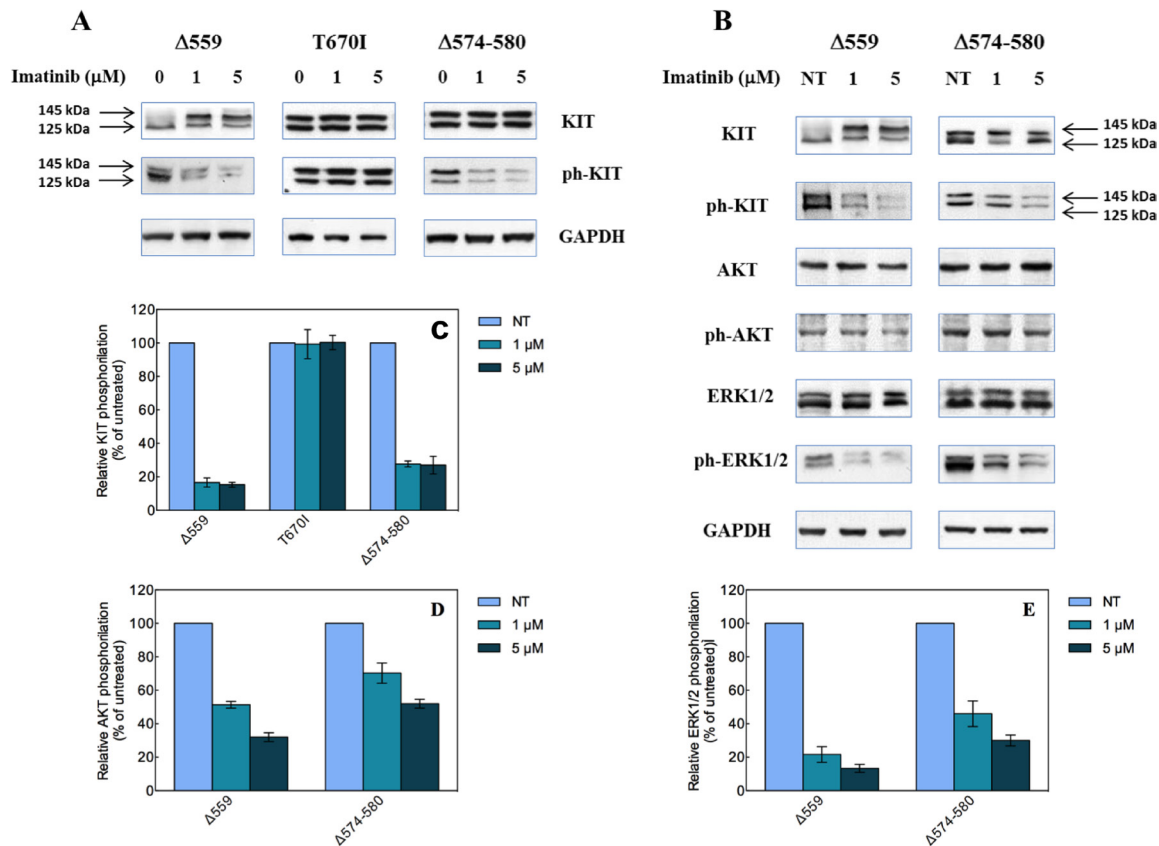 A
Δ559 T670I Δ574-580
Imatinib (μM) 0 1 5 0 1 5 0 1 5
145 kDa
125 kDa
KIT
145 kDa
125 kDa
ph-KIT
GAPDH
B
Δ559 Δ574-580
Imatinib (μM) NT 1 5 NT 1 5
KIT
145 kDa
125 kDa
ph-KIT
145 kDa
125 kDa
AKT
ph-AKT
ERK1/2
ph-ERK1/2
GAPDH
C
Relative KIT phosphorilation
(% of untreated)
120
100
80
60
40
20
0
Δ559 T670I Δ574-580
NT
1 μM
5 μM
D
Relative AKT phosphorilation
(% of untreated)
120
100
80
60
40
20
0
Δ559 Δ574-580
NT
1 μM
5 μM
E
Relative ERK1/2 phosphorilation
(% of untreated)
120
100
80
60
40
20
0
Δ559 Δ574-580
NT
1 μM
5 μM